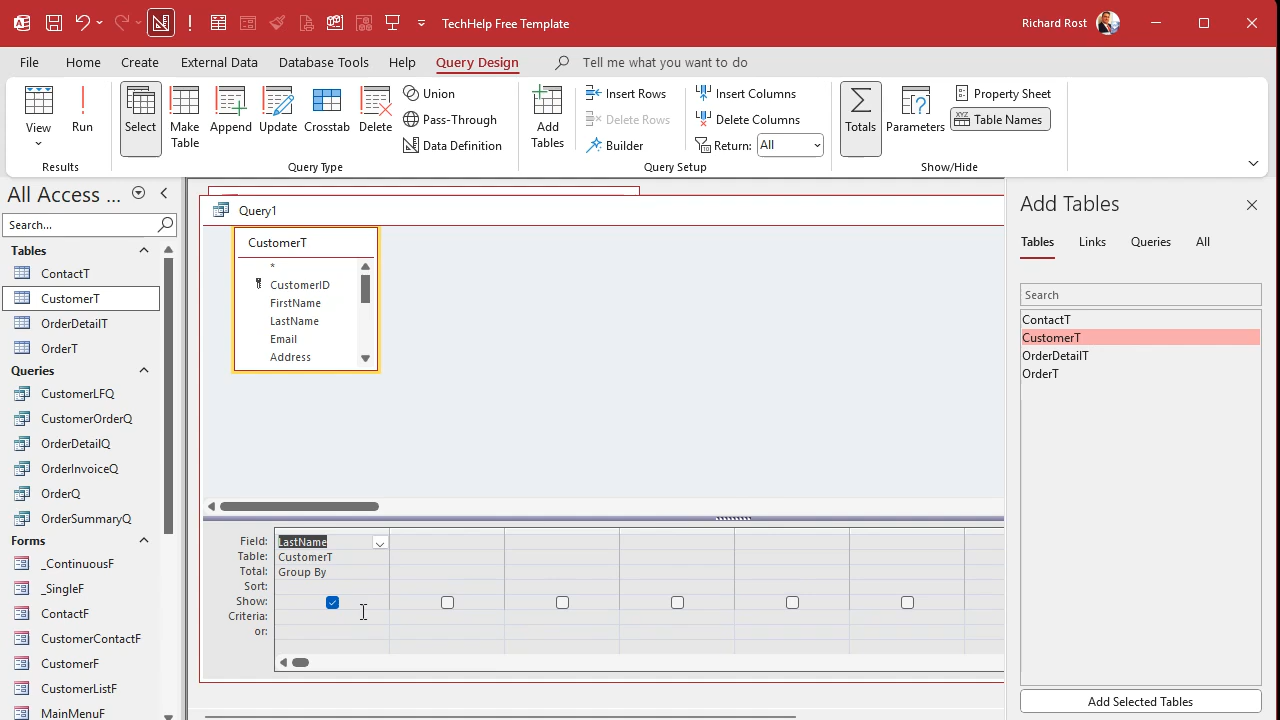 TechHelp Free Template
Richard Rost
File Home Create External Data Database Tools Help Query Design Tell me what you want to do
View
Run
Results
Select
Make Table
Append
Update
Crosstab
Delete
Union
Pass-Through
Data Definition
Query Type
Add Tables
Insert Rows
Delete Rows
Builder
Insert Columns
Delete Columns
Return: All
Query Setup
Totals
Parameters
Property Sheet
XYZ Table Names
Show/Hide
All Access ...
Search...
Tables
ContactT
CustomerT
OrderDetailT
OrderT
Queries
CustomerLFQ
CustomerOrderQ
OrderDetailQ
OrderInvoiceQ
OrderQ
OrderSummaryQ
Forms
_ContinuousF
_SingleF
ContactF
CustomerContactF
CustomerF
CustomerListF
MainMenuF
Query1
CustomerT
*
CustomerID
FirstName
LastName
Email
Address
Field: LastName
Table: CustomerT
Total: Group By
Sort:
Show:
Criteria:
or:
Add Tables
Tables Links Queries All
Search
ContactT
CustomerT
OrderDetailT
OrderT
Add Selected Tables